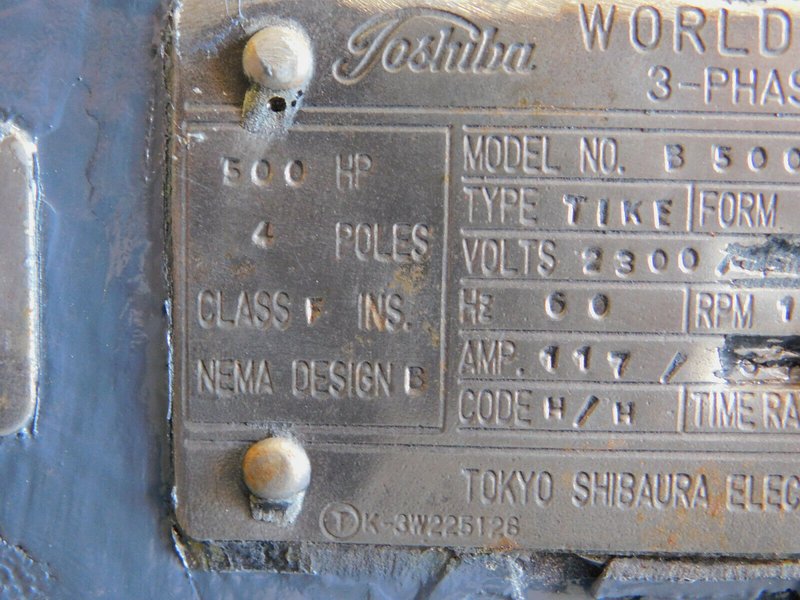 Toshiba WORLD
3-PHAS
500 HP
4 POLES
CLASS F INS.
NEMA DESIGN B
MODEL NO. B 500
TYPE TIKE FORM
VOLTS 2300/
Hz 60 RPM 1
AMP. 117/
CODE H/H TIME RA
TOKYO SHIBAURA ELEC
T K-3W225128